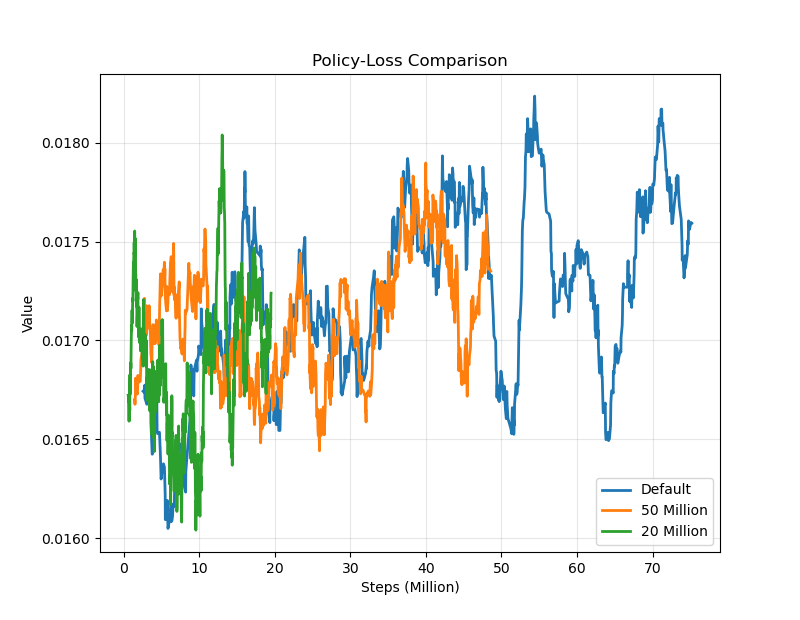 Policy-Loss Comparison
0.0180
0.0175
0.0170
0.0165
0.0160
Value
Default
50 Million
20 Million
0 10 20 30 40 50 60 70
Steps (Million)